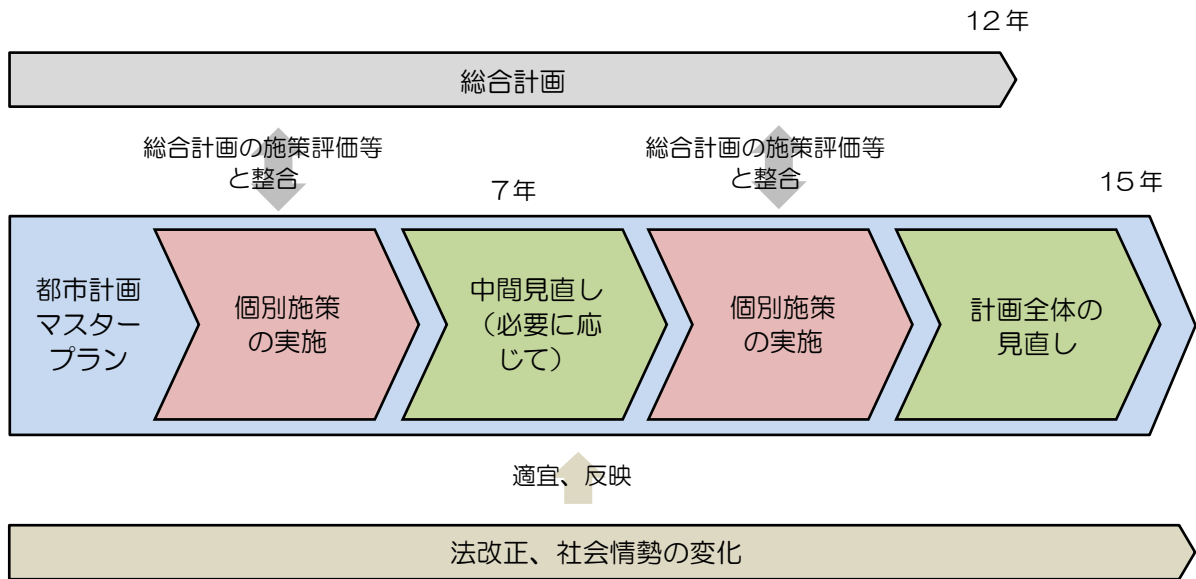 12年
総合計画
総合計画の施策評価等
と整合
総合計画の施策評価等
と整合
7年
15年
都市計画
マスター
プラン
個別施策
の実施
中間見直し
（必要に応
じて）
個別施策
の実施
計画全体の
見直し
適宜、反映
法改正、社会情勢の変化